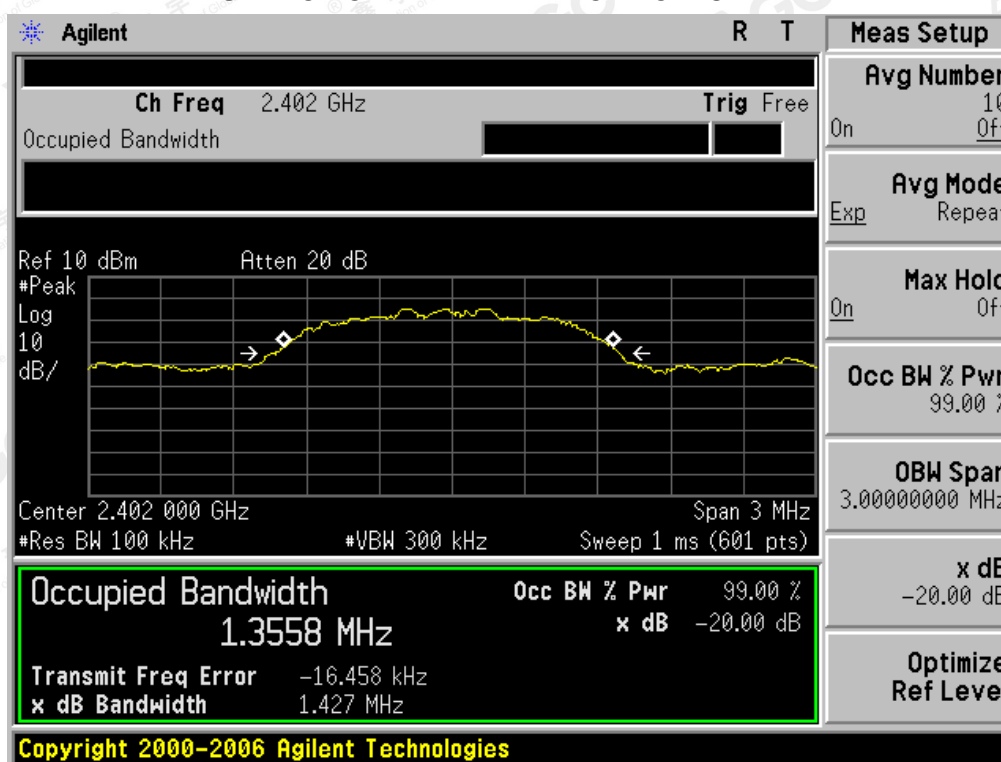 Agilent R T Meas Setup
Ch Freq 2.402 GHz Trig Free
Occupied Bandwidth
Ref 10 dBm Atten 20 dB
#Peak
Log
10
dB/
Center 2.402 000 GHz Span 3 MHz
#Res BW 100 kHz #VBW 300 kHz Sweep 1 ms (601 pts)
Occupied Bandwidth Occ BW % Pwr 99.00 %
1.3558 MHz x dB -20.00 dB
Transmit Freq Error -16.458 kHz
x dB Bandwidth 1.427 MHz
Copyright 2000-2006 Agilent Technologies
Avg Number
10
On Off
Avg Mode
Exp Repeat
Max Hold
On Off
Occ BW % Pwr
99.00 %
OBW Span
3.00000000 MHz
x dB
-20.00 dB
Optimize
Ref Level